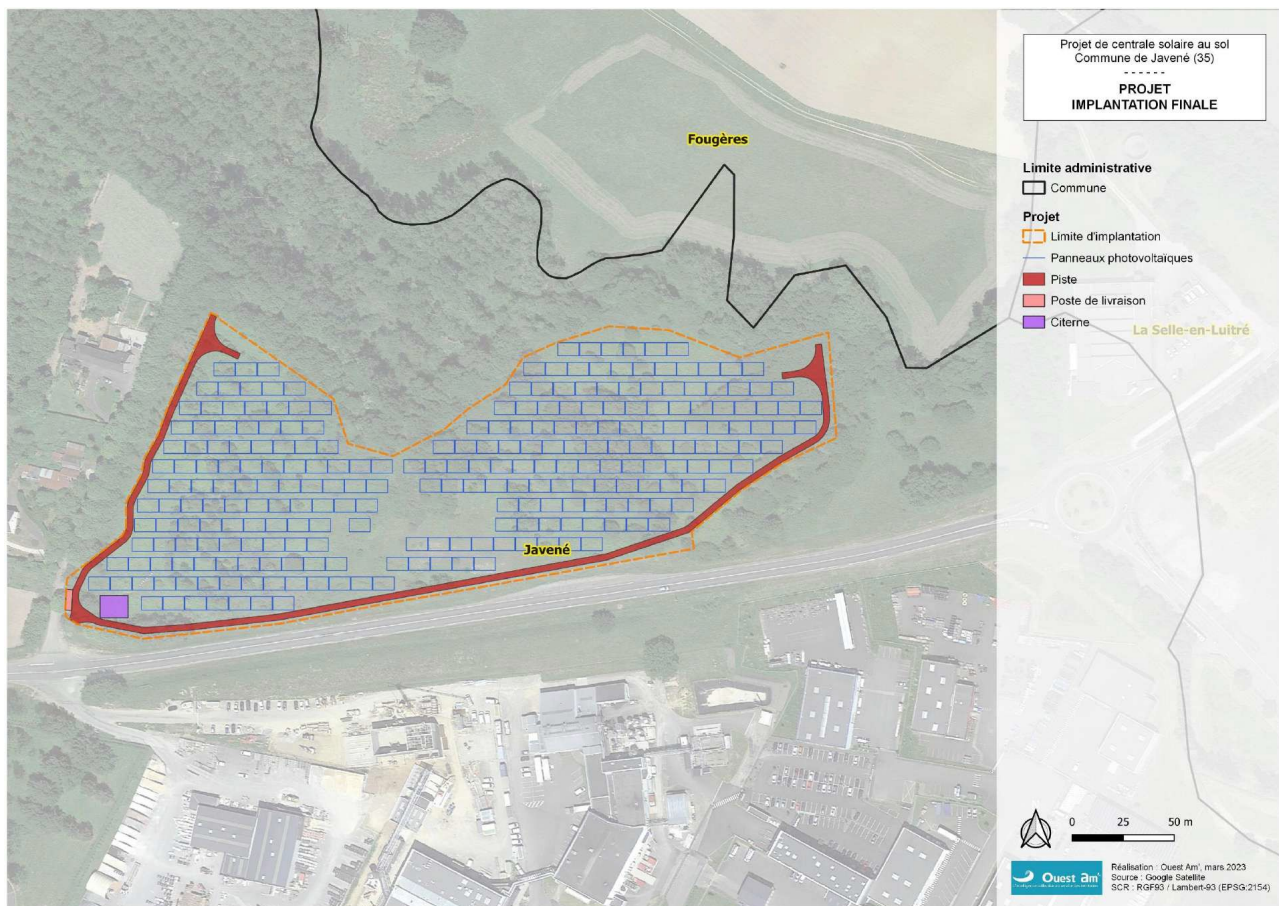 Projet de centrale solaire au sol
Commune de Javené (35)
------
PROJET
IMPLANTATION FINALE
Fougères
Limite administrative
Commune
Projet
Limite d'implantation
Panneaux photovoltaïques
Piste
Poste de livraison
Citerne
La Selle-en-Luitré
Javené
0 25 50 m
Ouest Am'
Réalisation : Ouest Am', mars 2023
Source : Google Satellite
SCR : RGF93 / Lambert-93 (EPSG:2154)